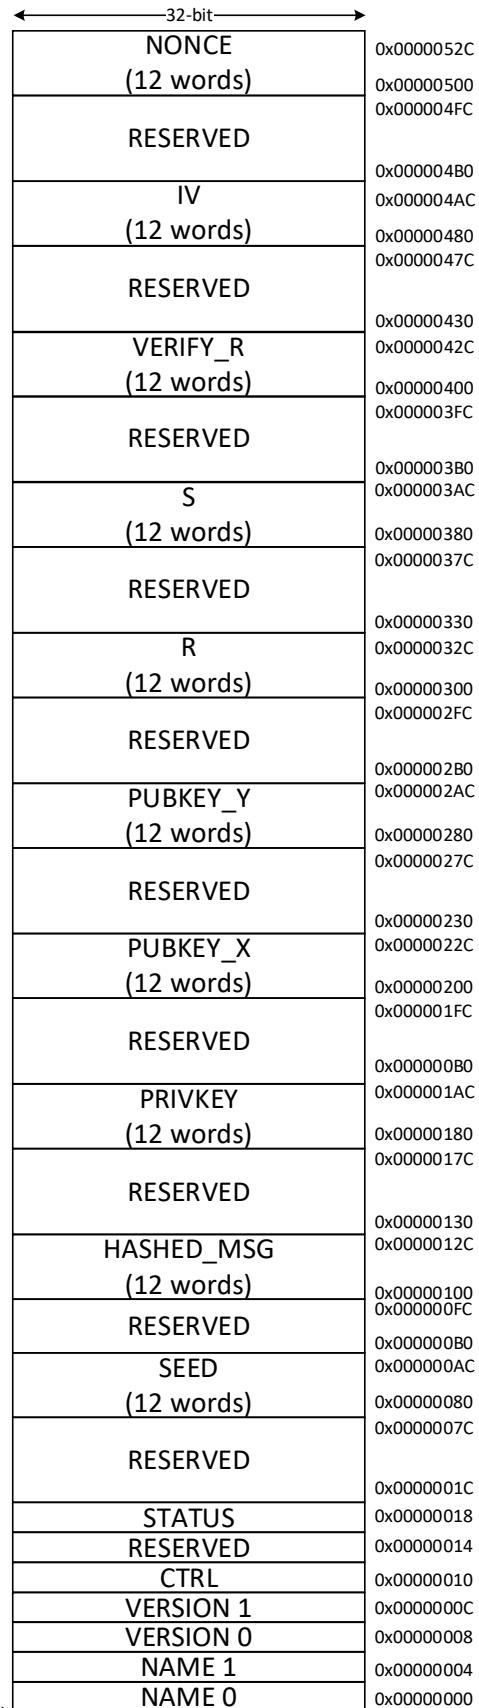 32-bit
NONCE
(12 words)
0x0000052C
0x00000500
RESERVED
0x000004FC
0x000004B0
IV
(12 words)
0x000004AC
0x00000480
RESERVED
0x0000047C
0x00000430
VERIFY_R
(12 words)
0x0000042C
0x00000400
RESERVED
0x000003FC
0x000003B0
S
(12 words)
0x000003AC
0x00000380
RESERVED
0x0000037C
0x00000330
R
(12 words)
0x0000032C
0x00000300
RESERVED
0x000002FC
0x000002B0
PUBKEY_Y
(12 words)
0x000002AC
0x00000280
RESERVED
0x0000027C
0x00000230
PUBKEY_X
(12 words)
0x0000022C
0x00000200
RESERVED
0x000001FC
0x000000B0
PRIVKEY
(12 words)
0x000001AC
0x00000180
RESERVED
0x0000017C
0x00000130
HASHED_MSG
(12 words)
0x0000012C
0x00000100
RESERVED
0x000000FC
0x000000B0
SEED
(12 words)
0x000000AC
0x00000080
RESERVED
0x0000007C
0x0000001C
STATUS 0x00000018
RESERVED 0x00000014
CTRL 0x00000010
VERSION 1 0x0000000C
VERSION 0 0x00000008
NAME 1 0x00000004
NAME 0 0x00000000